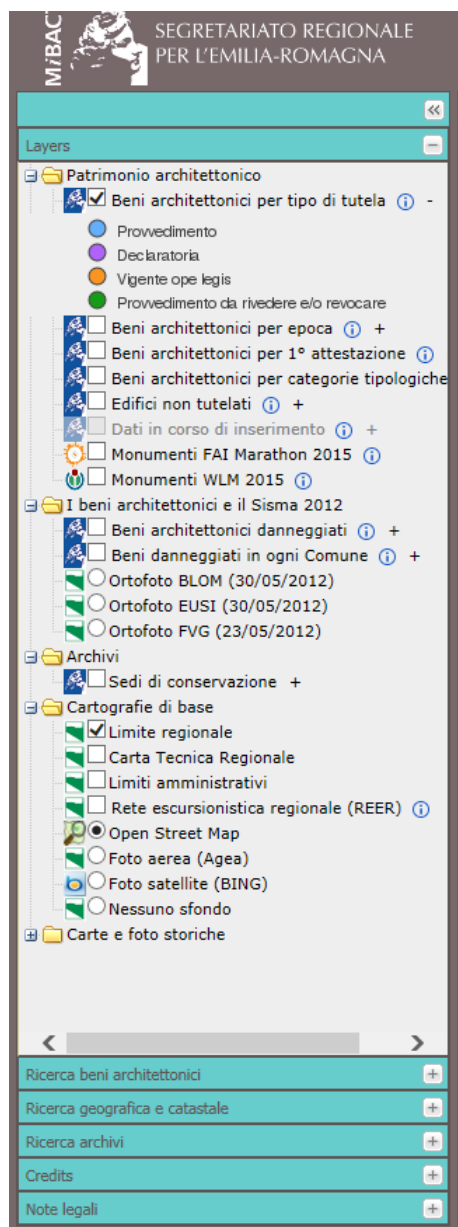 MiBACT
SEGRETARIATO REGIONALE
PER L'EMILIA-ROMAGNA
Layers
Patrimonio architettonico
Beni architettonici per tipo di tutela
Provvedimento
Declaratoria
Vigente ope legis
Provvedimento da rivedere e/o revocare
Beni architettonici per epoca
Beni architettonici per 1° attestazione
Beni architettonici per categorie tipologiche
Edifici non tutelati
Dati in corso di inserimento
Monumenti FAI Marathon 2015
Monumenti WLM 2015
I beni architettonici e il Sisma 2012
Beni architettonici danneggiati
Beni danneggiati in ogni Comune
Ortofoto BLOM (30/05/2012)
Ortofoto EUSI (30/05/2012)
Ortofoto FVG (23/05/2012)
Archivi
Sedi di conservazione
Cartografie di base
Limite regionale
Carta Tecnica Regionale
Limiti amministrativi
Rete escursionistica regionale (REER)
Open Street Map
Foto aerea (Agea)
Foto satellite (BING)
Nessuno sfondo
Carte e foto storiche
Ricerca beni architettonici
Ricerca geografica e catastale
Ricerca archivi
Credits
Note legali